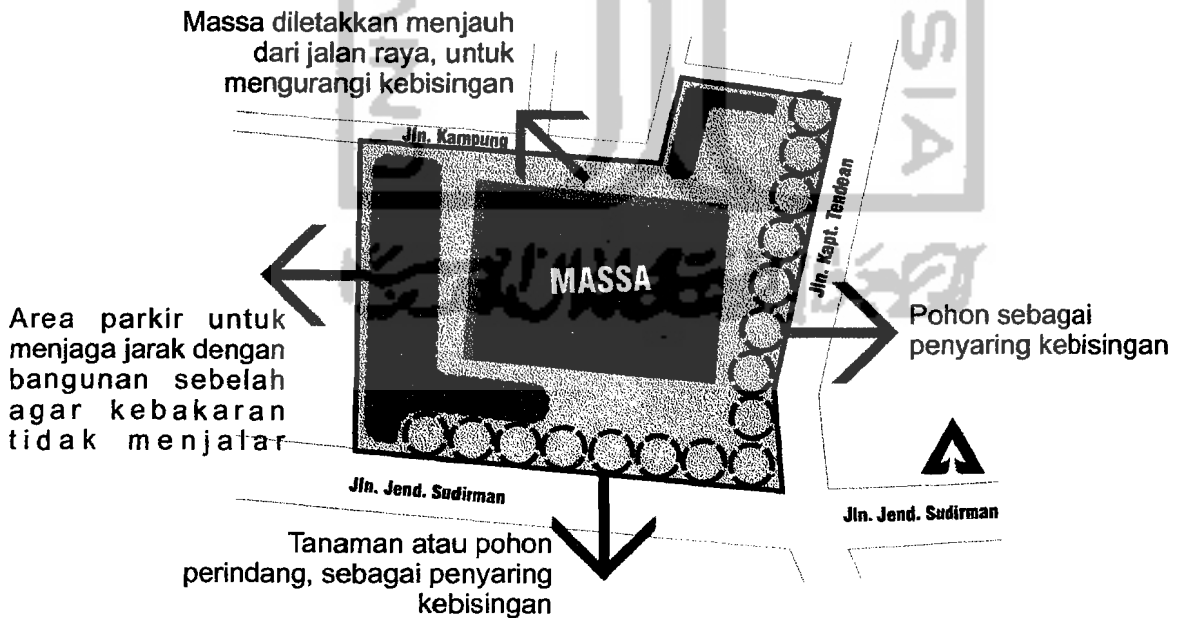 Massa diletakkan menjauh
dari jalan raya, untuk
mengurangi kebisingan
Jln. Kampung
Jln. Kapt. Tendean
MASSA
Area parkir untuk
menjaga jarak dengan
bangunan sebelah
agar kebakaran
tidak menjalar
Pohon sebagai
penyaring kebisingan
Jln. Jend. Sudirman
Jln. Jend. Sudirman
Tanaman atau pohon
perindang, sebagai penyaring
kebisingan